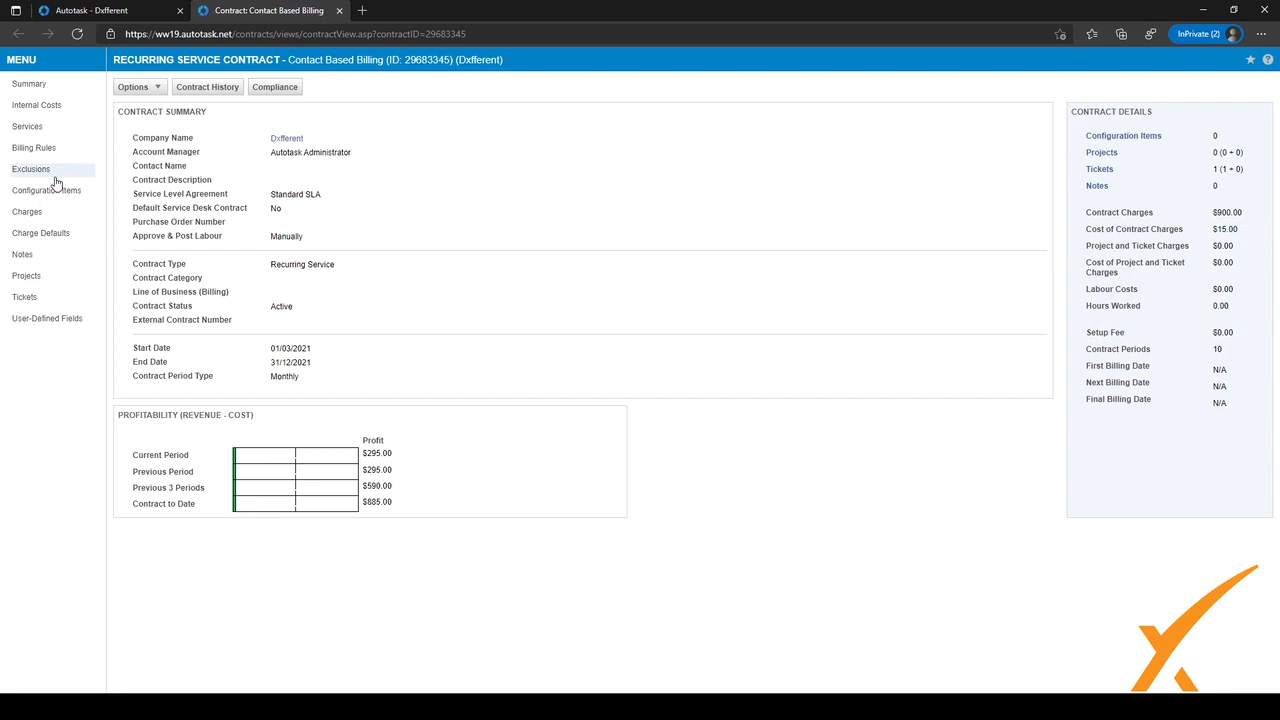 Autotask - Dxfferent
Contract: Contact Based Billing
https://ww19.autotask.net/contracts/views/contractView.asp?contractID=29683345
InPrivate (2)
MENU
RECURRING SERVICE CONTRACT - Contact Based Billing (ID: 29683345) (Dxfferent)
Summary
Internal Costs
Services
Billing Rules
Exclusions
Configuration Items
Charges
Charge Defaults
Notes
Projects
Tickets
User-Defined Fields
Options
Contract History
Compliance
CONTRACT SUMMARY
Company Name Dxfferent
Account Manager Autotask Administrator
Contact Name
Contract Description
Service Level Agreement Standard SLA
Default Service Desk Contract No
Purchase Order Number
Approve & Post Labour Manually
Contract Type Recurring Service
Contract Category
Line of Business (Billing)
Contract Status Active
External Contract Number
Start Date 01/03/2021
End Date 31/12/2021
Contract Period Type Monthly
PROFITABILITY (REVENUE - COST)
Profit
Current Period $295.00
Previous Period $295.00
Previous 3 Periods $590.00
Contract to Date $885.00
CONTRACT DETAILS
Configuration Items 0
Projects 0 (0 + 0)
Tickets 1 (1 + 0)
Notes 0
Contract Charges $900.00
Cost of Contract Charges $15.00
Project and Ticket Charges $0.00
Cost of Project and Ticket $0.00
Charges
Labour Costs $0.00
Hours Worked 0.00
Setup Fee $0.00
Contract Periods 10
First Billing Date N/A
Next Billing Date N/A
Final Billing Date N/A